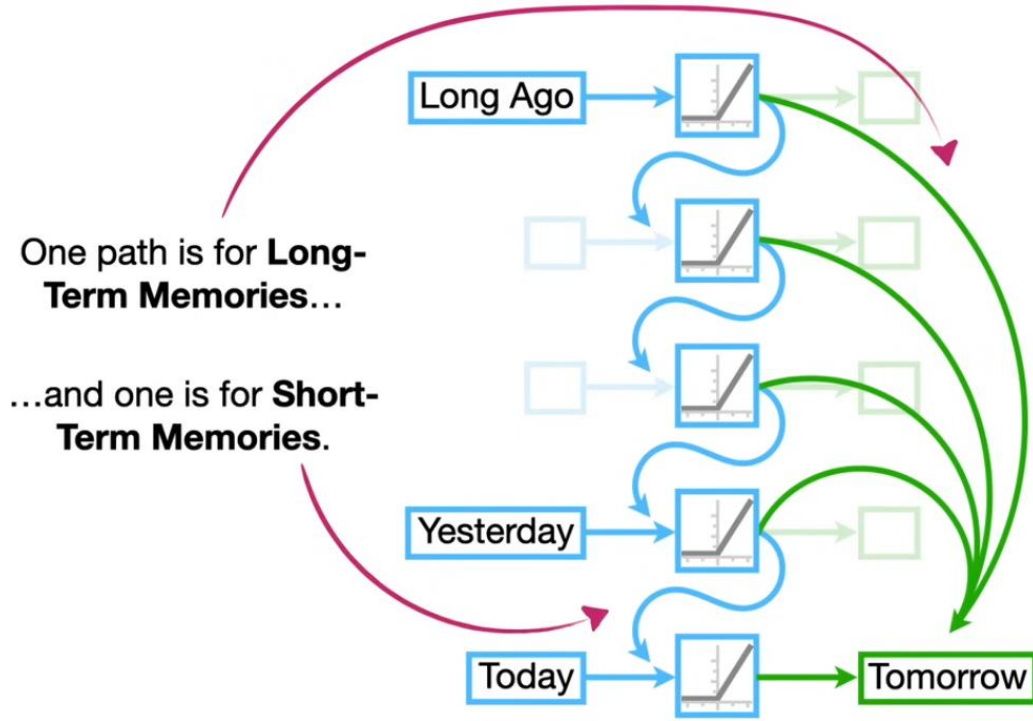 Long Ago
One path is for Long-
Term Memories…
…and one is for Short-
Term Memories.
Yesterday
Today
Tomorrow